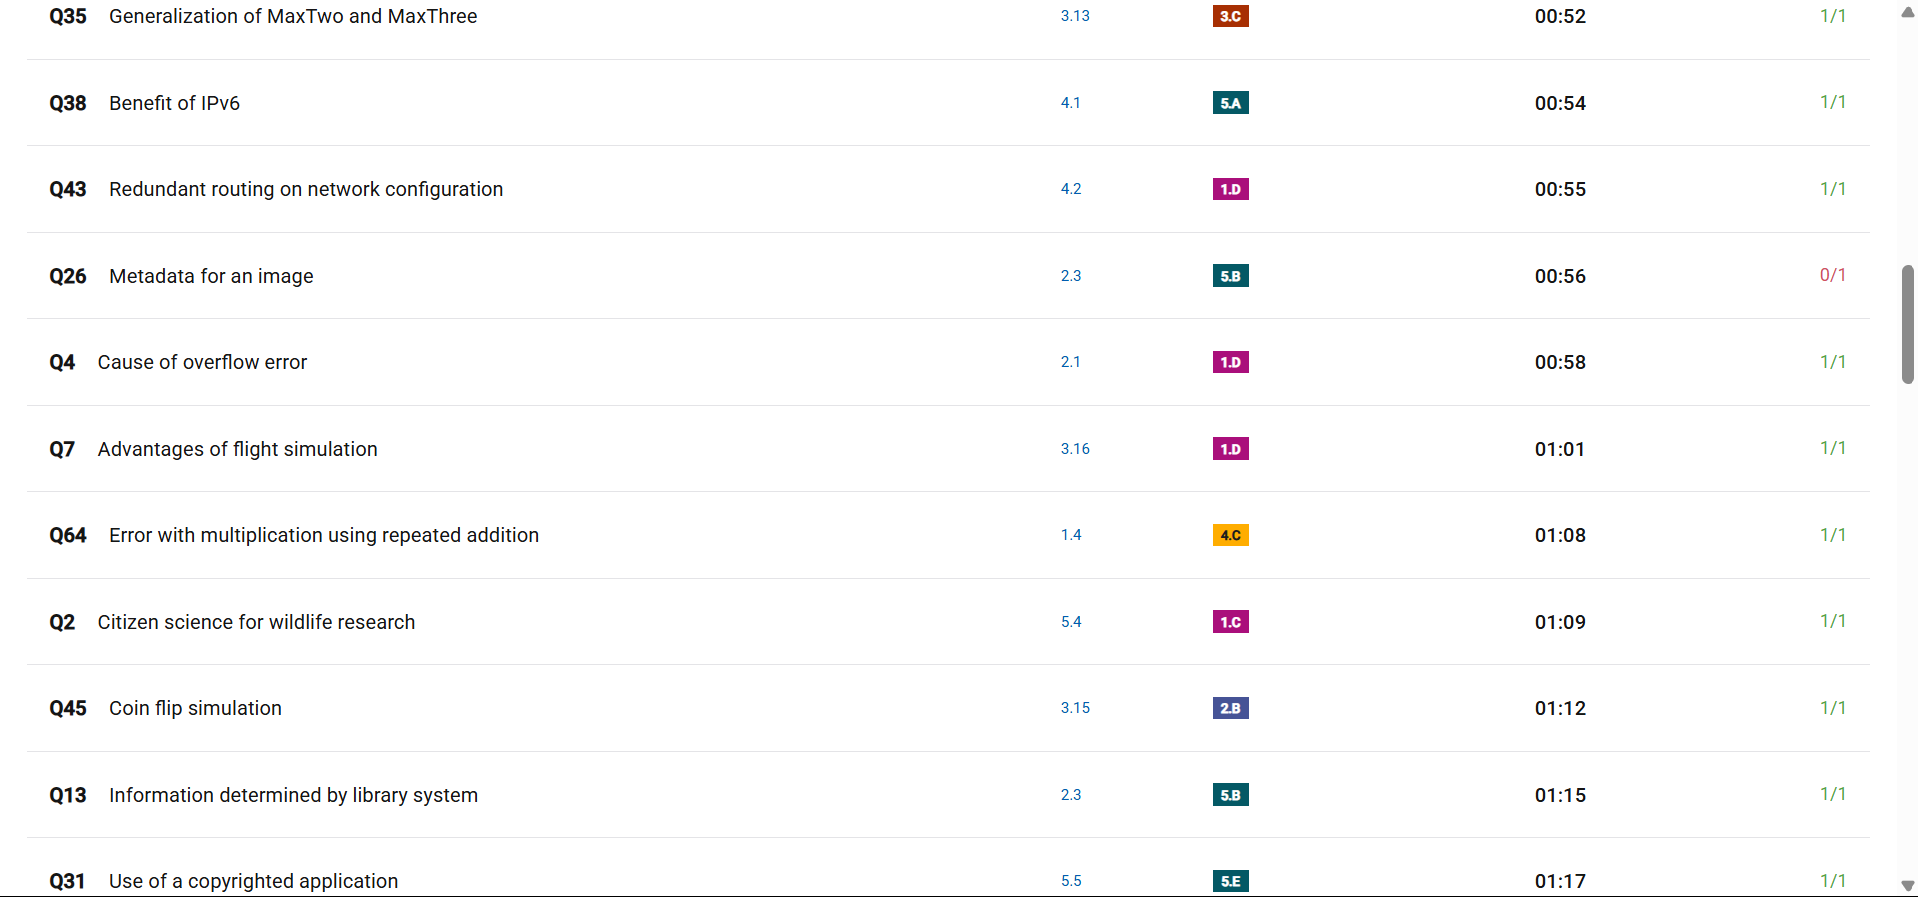 Q35 Generalization of MaxTwo and MaxThree 3.13 3.C 00:52 1/1
Q38 Benefit of IPv6 4.1 5.A 00:54 1/1
Q43 Redundant routing on network configuration 4.2 1.D 00:55 1/1
Q26 Metadata for an image 2.3 5.B 00:56 0/1
Q4 Cause of overflow error 2.1 1.D 00:58 1/1
Q7 Advantages of flight simulation 3.16 1.D 01:01 1/1
Q64 Error with multiplication using repeated addition 1.4 4.C 01:08 1/1
Q2 Citizen science for wildlife research 5.4 1.C 01:09 1/1
Q45 Coin flip simulation 3.15 2.B 01:12 1/1
Q13 Information determined by library system 2.3 5.B 01:15 1/1
Q31 Use of a copyrighted application 5.5 5.E 01:17 1/1